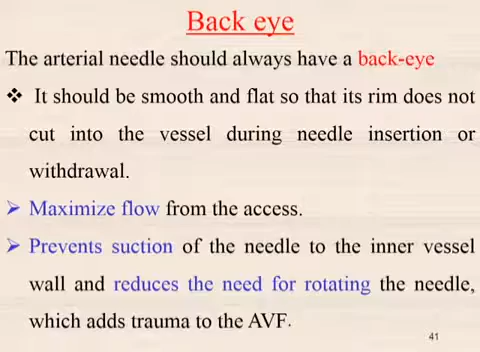 Back eye
The arterial needle should always have a back-eye
❖ It should be smooth and flat so that its rim does not
cut into the vessel during needle insertion or
withdrawal.
➢ Maximize flow from the access.
➢ Prevents suction of the needle to the inner vessel
wall and reduces the need for rotating the needle,
which adds trauma to the AVF.
41